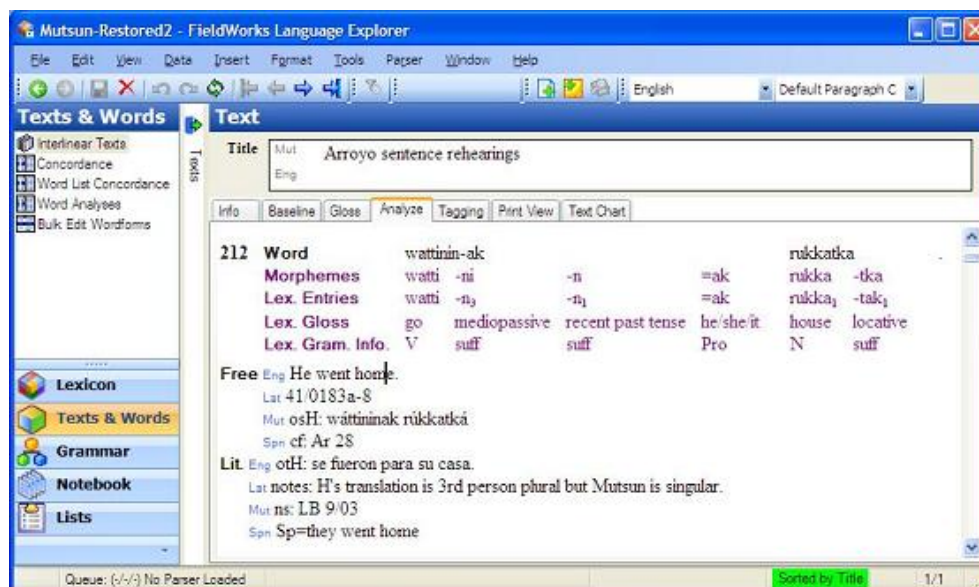 Mutsun-Restored2 - FieldWorks Language Explorer
File Edit View Data Insert Format Tools Parser Window Help
English Default Paragraph C
Texts & Words
Text
Interlinear Texts
Concordance
Word List Concordance
Word Analyses
Bulk Edit Wordforms
Texts
Title Mut Arroyo sentence rehearings
Eng
Info Baseline Gloss Analyze Tagging Print View Text Chart
212 Word wattinin-ak rukkatka .
Morphemes watti -ni -n =ak rukka -tka
Lex. Entries watti -n₃ -n₁ =ak rukka₁ -tak₁
Lex. Gloss go mediopassive recent past tense he/she/it house locative
Lex. Gram. Info. V suff suff Pro N suff
Free Eng He went home.
Lat 41/0183a-8
Mut osH: wáttininak rúkkatká
Spn cf: Ar 28
Lit. Eng otH: se fueron para su casa.
Lat notes: H's translation is 3rd person plural but Mutsun is singular.
Mut ns: LB 9/03
Spn Sp=they went home
Lexicon
Texts & Words
Grammar
Notebook
Lists
Queue: (-/-/-) No Parser Loaded Sorted by Title 1/1